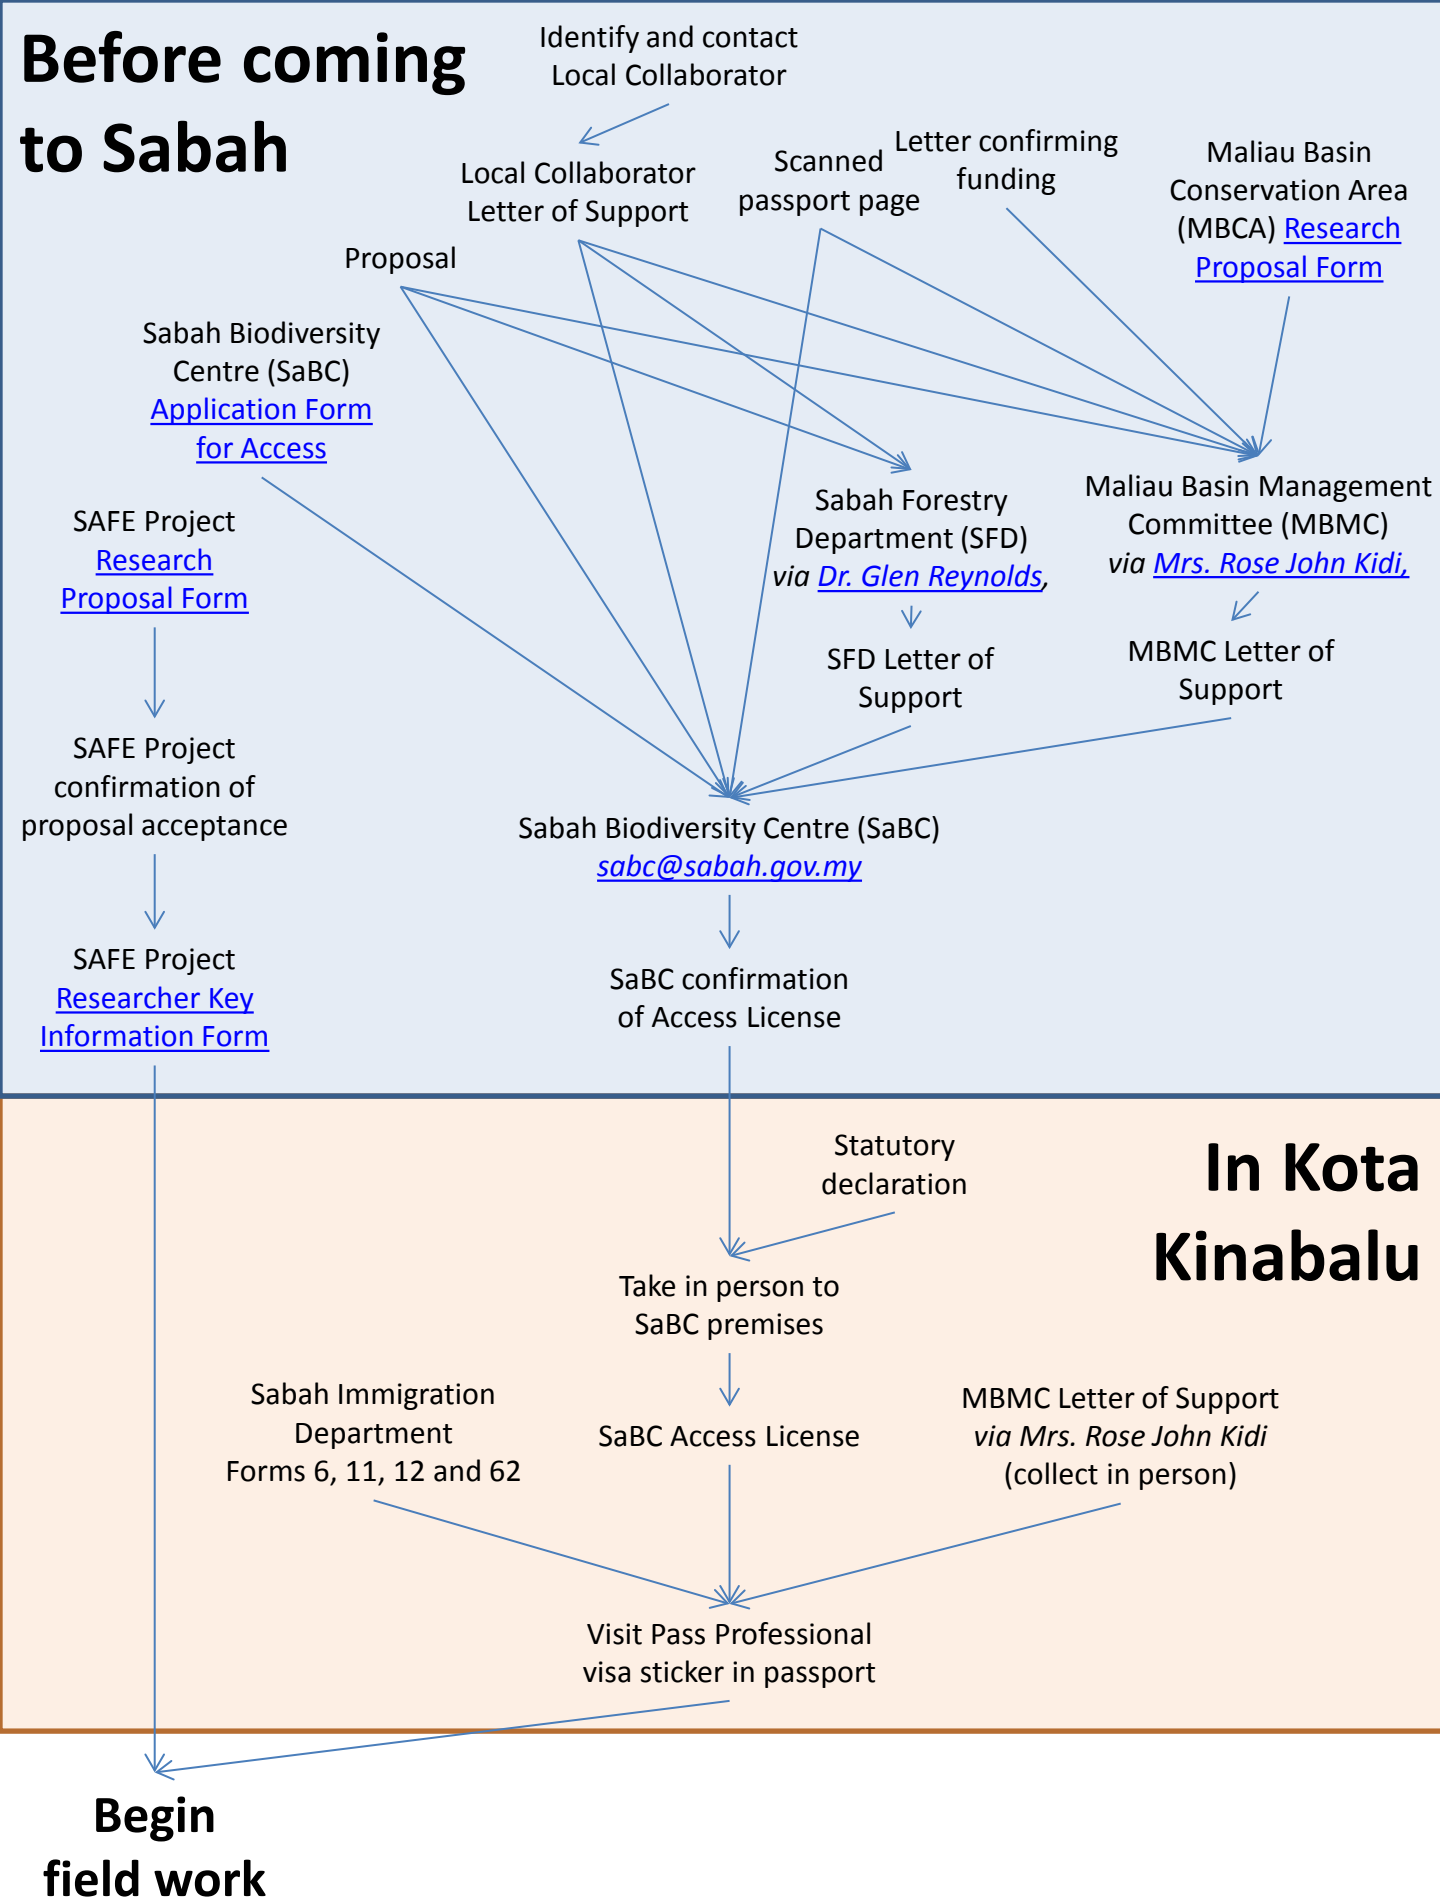 Before coming
to Sabah
Identify and contact
Local Collaborator
Local Collaborator
Letter of Support
Scanned
passport page
Letter confirming
funding
Maliau Basin
Conservation Area
(MBCA) Research
Proposal Form
Proposal
Sabah Biodiversity
Centre (SaBC)
Application Form
for Access
SAFE Project
Research
Proposal Form
Sabah Forestry
Department (SFD)
via Dr. Glen Reynolds,
Maliau Basin Management
Committee (MBMC)
via Mrs. Rose John Kidi,
SFD Letter of
Support
MBMC Letter of
Support
SAFE Project
confirmation of
proposal acceptance
Sabah Biodiversity Centre (SaBC)
sabc@sabah.gov.my
SAFE Project
Researcher Key
Information Form
SaBC confirmation
of Access License
In Kota
Kinabalu
Statutory
declaration
Take in person to
SaBC premises
Sabah Immigration
Department
Forms 6, 11, 12 and 62
SaBC Access License
MBMC Letter of Support
via Mrs. Rose John Kidi
(collect in person)
Visit Pass Professional
visa sticker in passport
Begin
field work